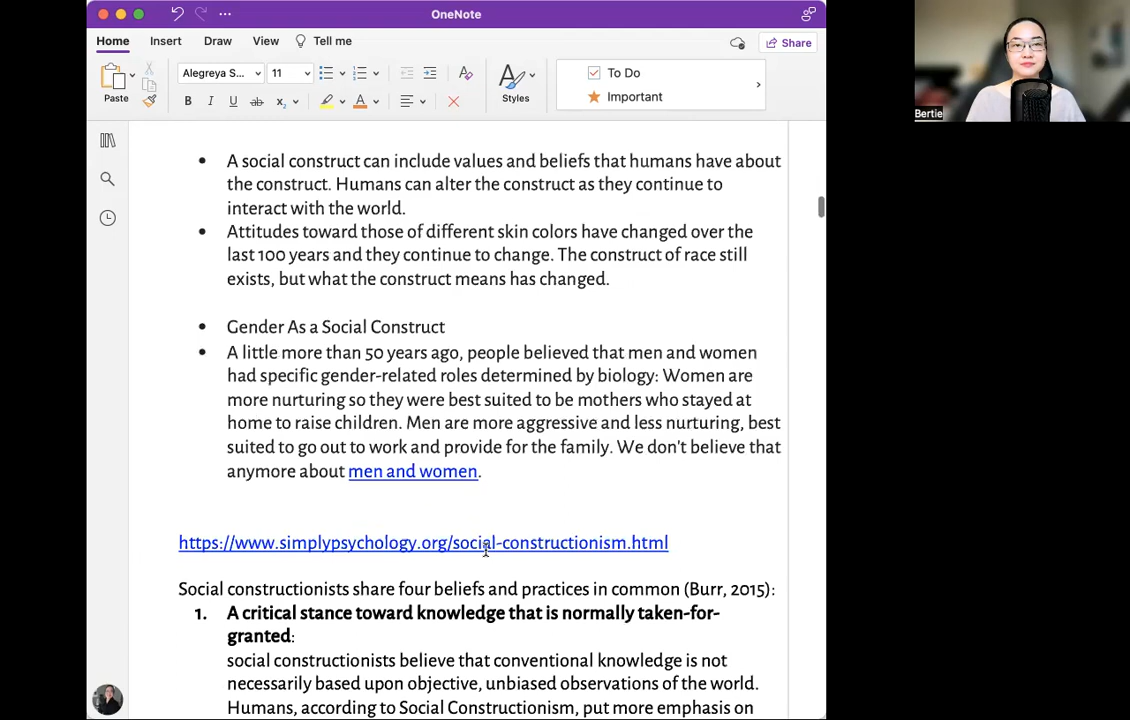 OneNote
Home Insert Draw View Tell me
Share
Paste
Alegreya S... 11
Styles
To Do
Important
Bertie
• A social construct can include values and beliefs that humans have about
the construct. Humans can alter the construct as they continue to
interact with the world.
• Attitudes toward those of different skin colors have changed over the
last 100 years and they continue to change. The construct of race still
exists, but what the construct means has changed.
• Gender As a Social Construct
• A little more than 50 years ago, people believed that men and women
had specific gender-related roles determined by biology: Women are
more nurturing so they were best suited to be mothers who stayed at
home to raise children. Men are more aggressive and less nurturing, best
suited to go out to work and provide for the family. We don't believe that
anymore about men and women.
https://www.simplypsychology.org/social-constructionism.html
Social constructionists share four beliefs and practices in common (Burr, 2015):
1. A critical stance toward knowledge that is normally taken-for-
granted:
social constructionists believe that conventional knowledge is not
necessarily based upon objective, unbiased observations of the world.
Humans, according to Social Constructionism, put more emphasis on